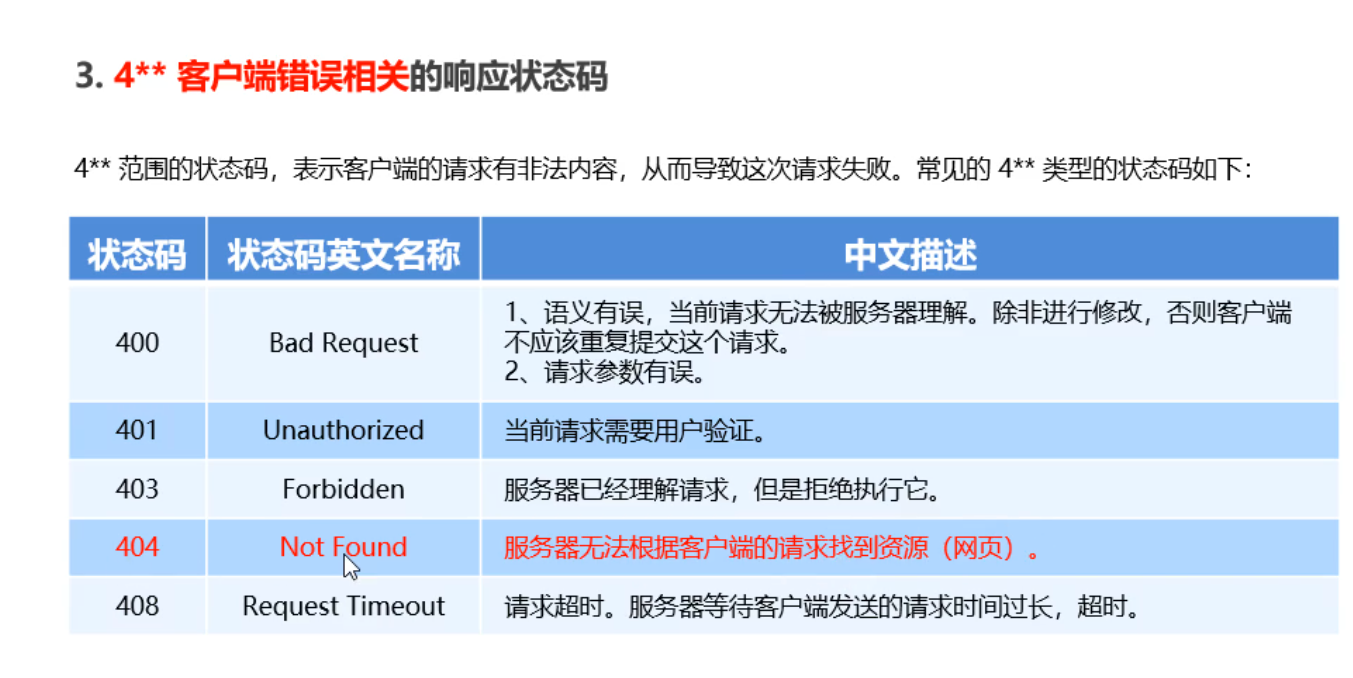 3. 4** 客户端错误相关的响应状态码
4** 范围的状态码，表示客户端的请求有非法内容，从而导致这次请求失败。常见的 4** 类型的状态码如下：
状态码 状态码英文名称 中文描述
400 Bad Request 1、语义有误，当前请求无法被服务器理解。除非进行修改，否则客户端
不应该重复提交这个请求。
2、请求参数有误。
401 Unauthorized 当前请求需要用户验证。
403 Forbidden 服务器已经理解请求，但是拒绝执行它。
404 Not Found 服务器无法根据客户端的请求找到资源（网页）。
408 Request Timeout 请求超时。服务器等待客户端发送的请求时间过长，超时。